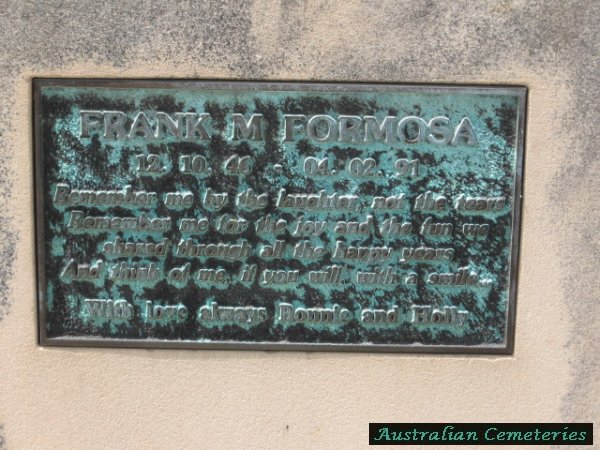 FRANK M FORMOSA
12. 10. 46 - 04. 02. 91
Remember me by the laughter, not the tears
Remember me for the joy and the fun we
shared through all the happy years
And think of me, if you will, with a smile...
With love always Bonnie and Holly
Australian Cemeteries